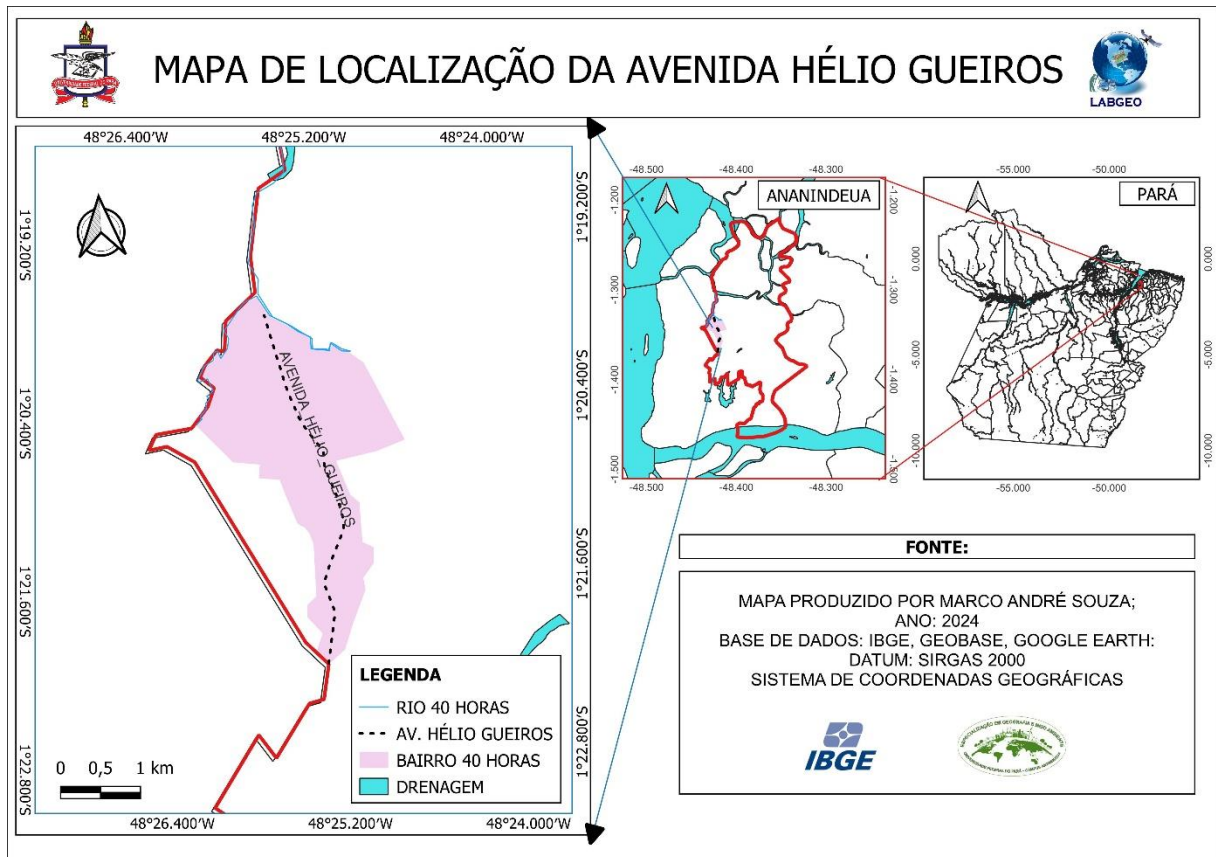 MAPA DE LOCALIZAÇÃO DA AVENIDA HÉLIO GUEIROS
LABGEO
48°26.400'W 48°25.200'W 48°24.000'W
1°19.200'S
1°20.400'S
1°21.600'S
1°22.800'S
AVENIDA HÉLIO GUEIROS
1°19.200'S
1°20.400'S
1°21.600'S
1°22.800'S
48°26.400'W 48°25.200'W 48°24.000'W
0 0,5 1 km
LEGENDA
RIO 40 HORAS
AV. HÉLIO GUEIROS
BAIRRO 40 HORAS
DRENAGEM
-48.500 -48.400 -48.300
ANANINDEUA
-1.200
-1.300
-1.400
-1.500
-1.200
-1.300
-1.400
-1.500
-48.500 -48.400 -48.300
-55.000 -50.000
PARÁ
0.000
-5.000
-10.000
0.000
-5.000
-10.000
-55.000 -50.000
FONTE:
MAPA PRODUZIDO POR MARCO ANDRÉ SOUZA;
ANO: 2024
BASE DE DADOS: IBGE, GEOBASE, GOOGLE EARTH:
DATUM: SIRGAS 2000
SISTEMA DE COORDENADAS GEOGRÁFICAS
IBGE